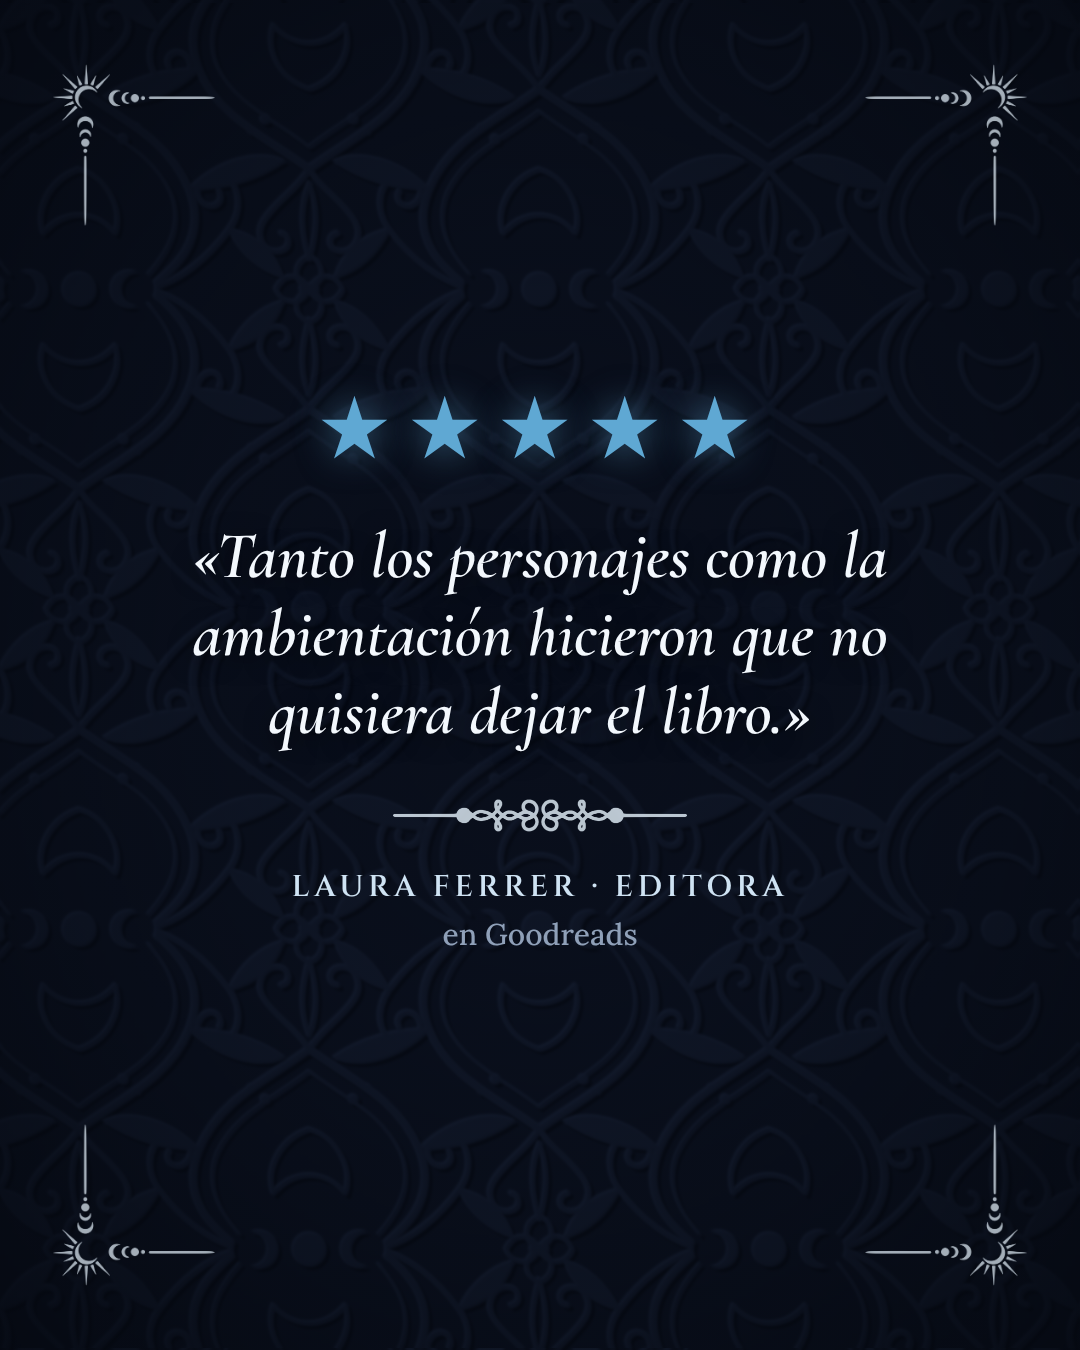 «Tanto los personajes como la
ambientación hicieron que no
quisiera dejar el libro.»
LAURA FERRER · EDITORA
en Goodreads